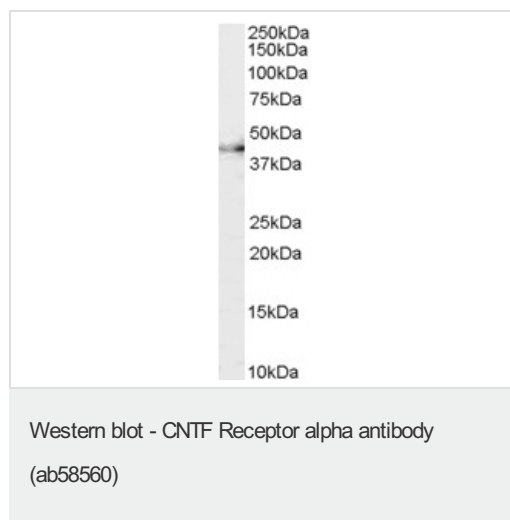 250kDa
150kDa
100kDa
75kDa
50kDa
37kDa
25kDa
20kDa
15kDa
10kDa
Western blot - CNTF Receptor alpha antibody
(ab58560)